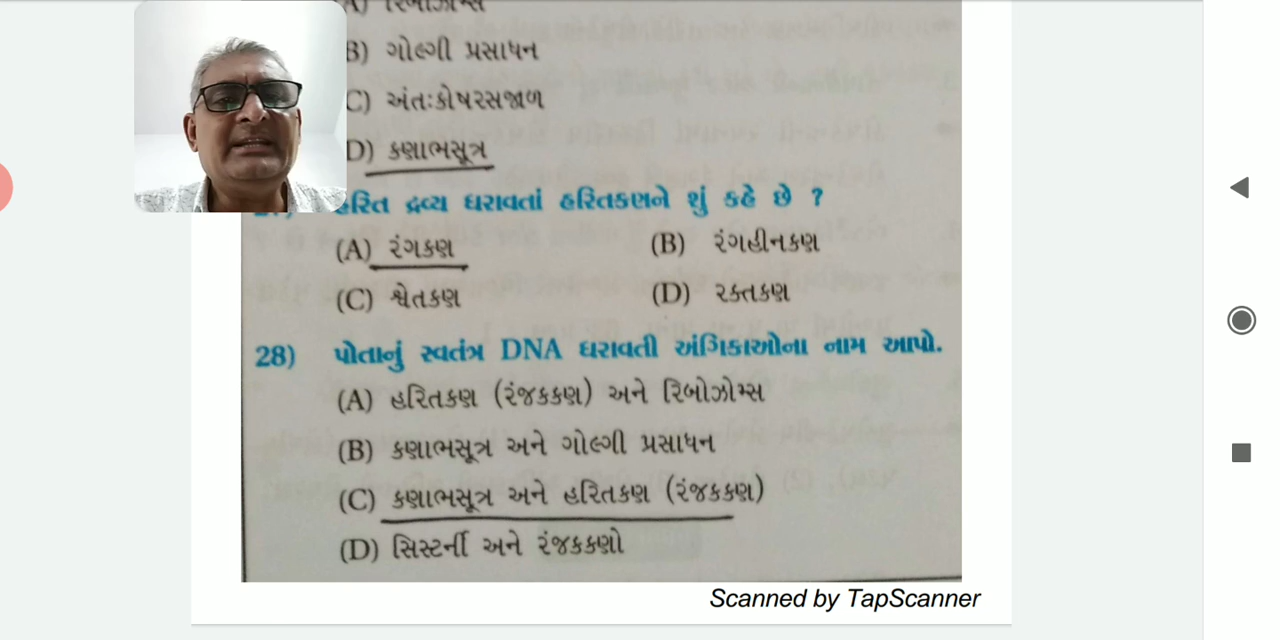 B) ગોલ્ગી પ્રસાધન
C) અંતઃકોષરસજાળ
D) કણાભસૂત્ર
હરિત દ્રવ્ય ધરાવતાં હરિતકણને શું કહે છે ?
(A) રંગકણ (B) રંગહીનકણ
(C) શ્વેતકણ (D) રક્તકણ
28) પોતાનું સ્વતંત્ર DNA ધરાવતી અંગિકાઓના નામ આપો.
(A) હરિતકણ (રંજકકણ) અને રિબોઝોમ્સ
(B) કણાભસૂત્ર અને ગોલ્ગી પ્રસાધન
(C) કણાભસૂત્ર અને હરિતકણ (રંજકકણ)
(D) સિસ્ટર્ની અને રંજકકણો
Scanned by TapScanner